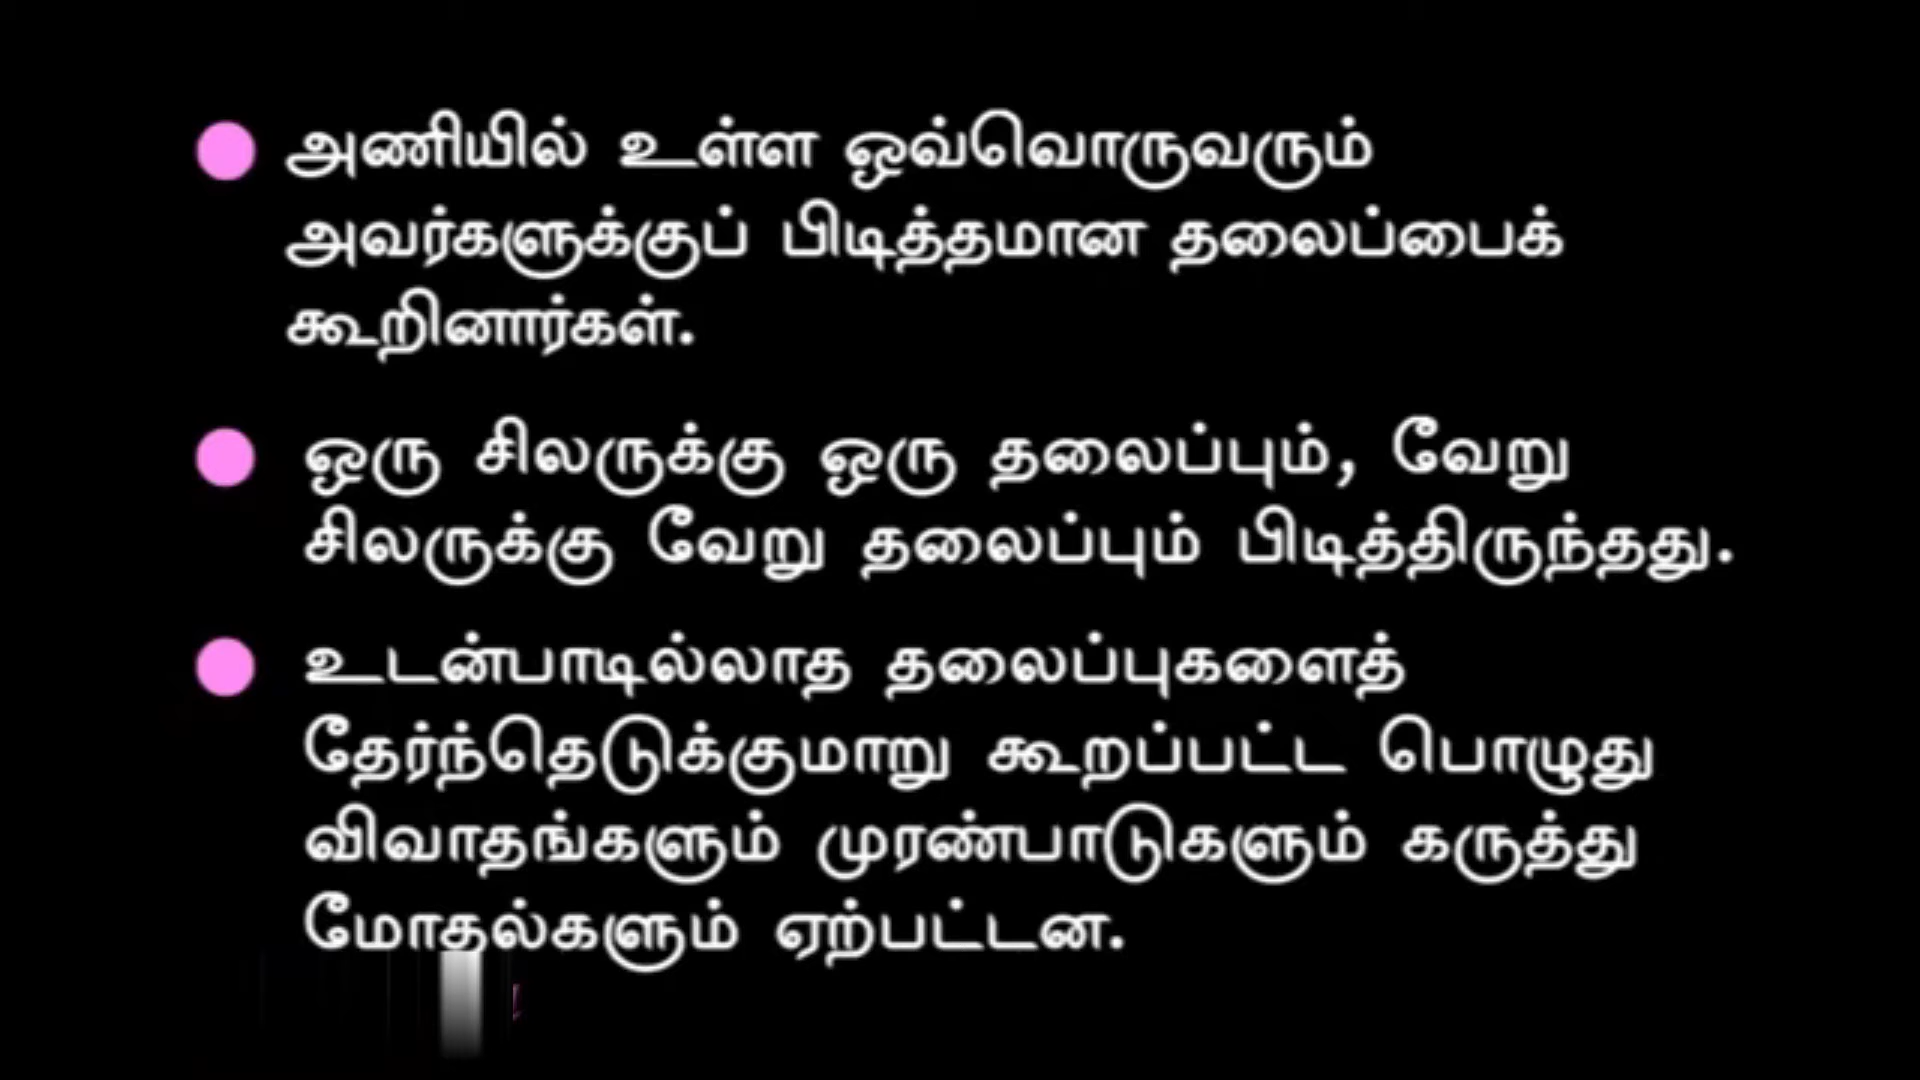 அணியில் உள்ள ஒவ்வொருவரும்
அவர்களுக்குப் பிடித்தமான தலைப்பைக்
கூறினார்கள்.
ஒரு சிலருக்கு ஒரு தலைப்பும், வேறு
சிலருக்கு வேறு தலைப்பும் பிடித்திருந்தது.
உடன்பாடில்லாத தலைப்புகளைத்
தேர்ந்தெடுக்குமாறு கூறப்பட்ட பொழுது
விவாதங்களும் முரண்பாடுகளும் கருத்து
மோதல்களும் ஏற்பட்டன.